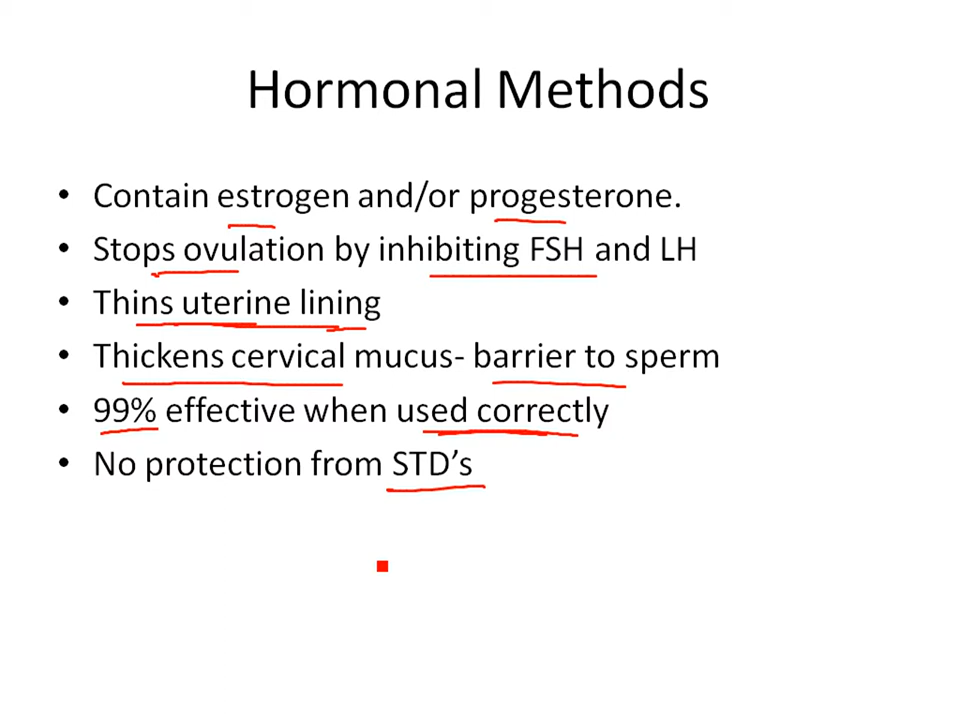 Hormonal Methods
• Contain estrogen and/or progesterone.
• Stops ovulation by inhibiting FSH and LH
• Thins uterine lining
• Thickens cervical mucus- barrier to sperm
• 99% effective when used correctly
• No protection from STD’s